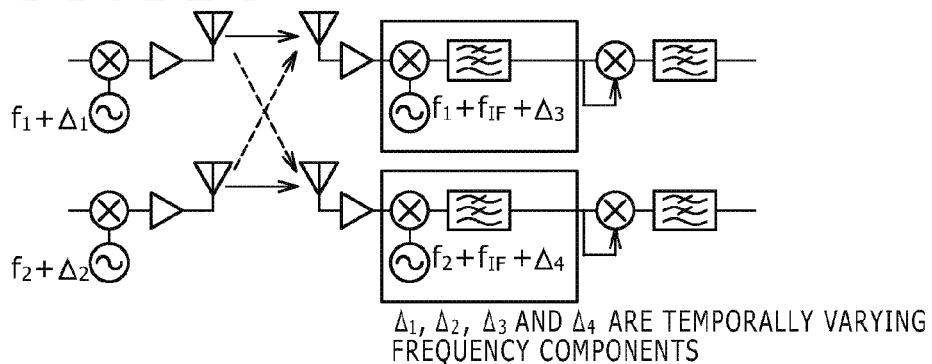 f₁+Δ₁
f₁+fIF+Δ₃
f₂+Δ₂
f₂+fIF+Δ₄
Δ₁, Δ₂, Δ₃ AND Δ₄ ARE TEMPORALLY VARYING
FREQUENCY COMPONENTS